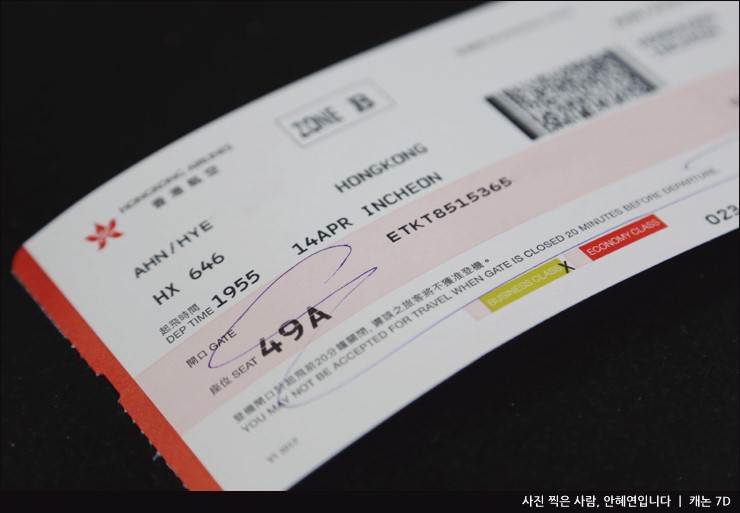 HONGKONG AIRLINES
香港航空
ZONE B
AHN/HYE
HONGKONG
HX 646
14APR INCHEON
起飛時間
DEP TIME 1955
ETKT8515365
閘口 GATE
座位 SEAT 49A
登機閘口於起飛前20分鐘關閉, 遲誤之旅客將不獲准登機。
YOU MAY NOT BE ACCEPTED FOR TRAVEL WHEN GATE IS CLOSED 20 MINUTES BEFORE DEPARTURE.
BUSINESS CLASS X
ECONOMY CLASS
023
사진 찍은 사람, 안혜연입니다 | 캐논 7D